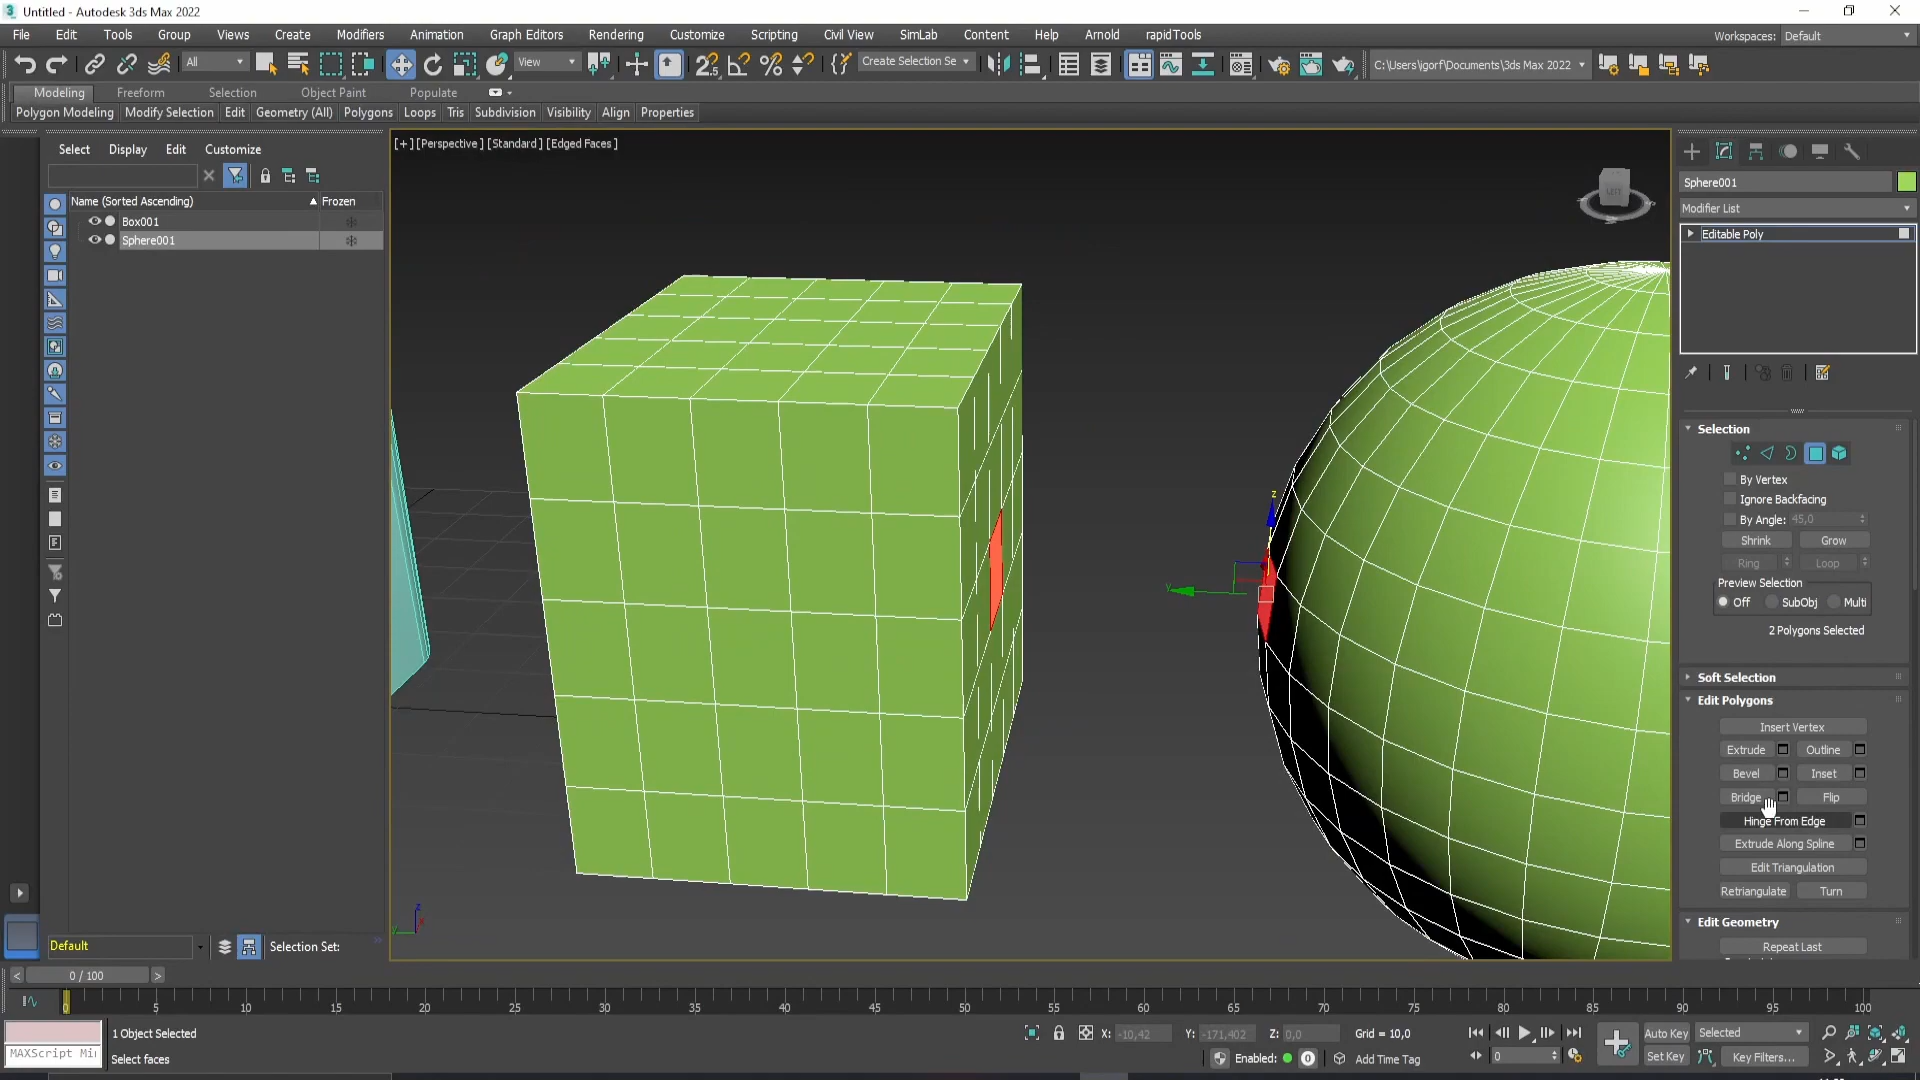 Untitled - Autodesk 3ds Max 2022
File Edit Tools Group Views Create Modifiers Animation Graph Editors Rendering Customize Scripting Civil View SimLab Content Help Arnold rapidTools
Workspaces: Default
All View Create Selection Se C:\Users\gorf\Documents\3ds Max 2022
Modeling Freeform Selection Object Paint Populate
Polygon Modeling Modify Selection Edit Geometry (All) Polygons Loops Tris Subdivision Visibility Align Properties
Select Display Edit Customize
Name (Sorted Ascending) Frozen
Box001
Sphere001
[+] [Perspective] [Standard] [Edged Faces]
z
y
Sphere001
Modifier List
Editable Poly
Selection
By Vertex
Ignore Backfacing
By Angle: 45,0
Shrink Grow
Ring Loop
Preview Selection
Off SubObj Multi
2 Polygons Selected
Soft Selection
Edit Polygons
Insert Vertex
Extrude Outline
Bevel Inset
Bridge Flip
Hinge From Edge
Extrude Along Spline
Edit Triangulation
Retriangulate Turn
Edit Geometry
Repeat Last
Default Selection Set:
< 0 / 100 >
0 5 10 15 20 25 30 35 40 45 50 55 60 65 70 75 80 85 90 95 100
1 Object Selected X: -10,42 Y: -171,402 Z: 0,0 Grid = 10,0 Auto Key Selected
MAXScript Mi Select faces Enabled: 0 Add Time Tag 0 Set Key Key Filters...